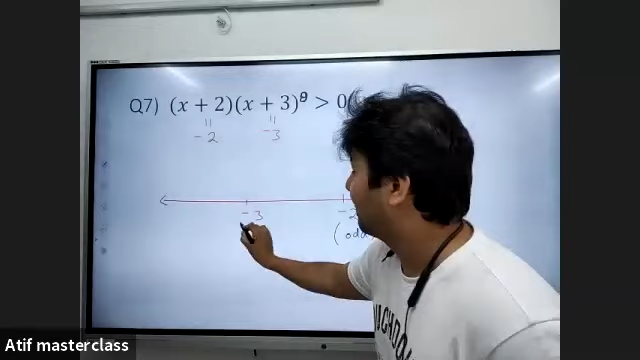 Q7) (x + 2)(x + 3)⁸ > 0
=
-2
=
-3
-3
-2
(odd
Atif masterclass